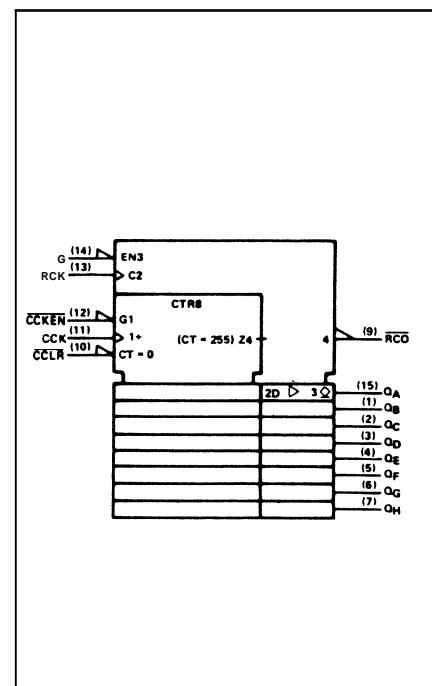 G (14) EN3
RCK (13) C2
CTR8
CCKEN (12) G1
CCK (11) 1+ (CT = 255) Z4 4 (9) RCO
CCLR (10) CT = 0
2D ▷ 3 ◇ (15) QA
(1) QB
(2) QC
(3) QD
(4) QE
(5) QF
(6) QG
(7) QH